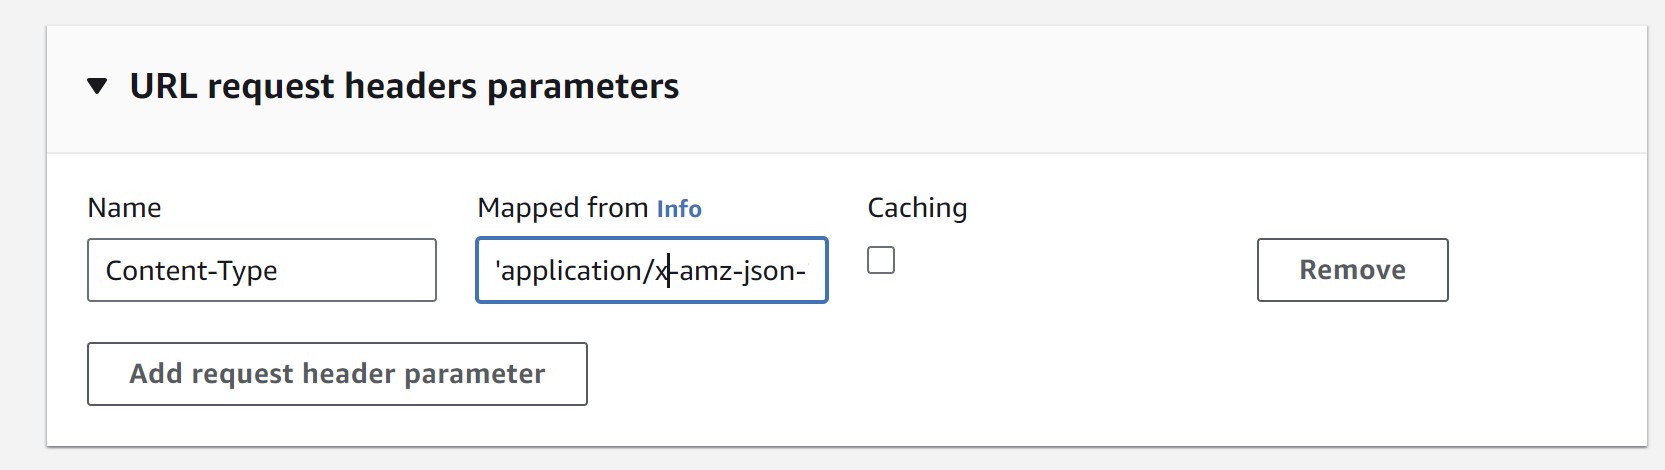 URL request headers parameters
Name
Mapped from Info
Caching
Content-Type
'application/x-amz-json-
Remove
Add request header parameter